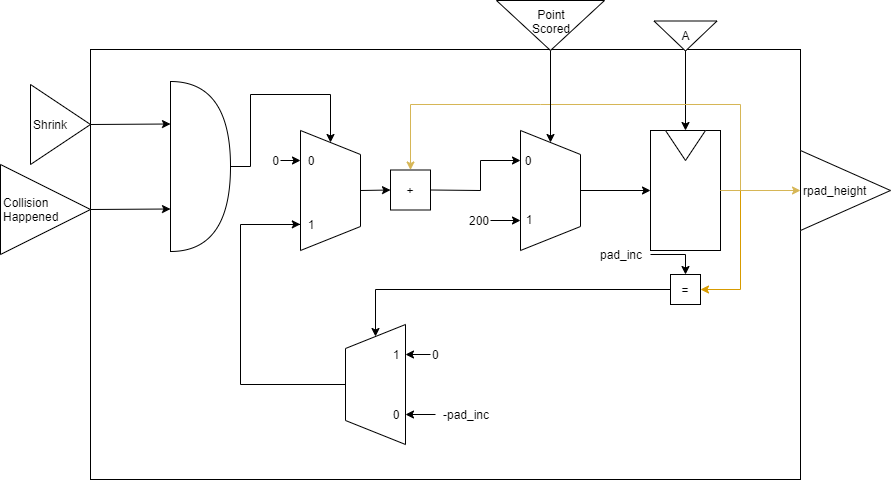 Point
Scored
A
Shrink
Collision
Happened
0
0
1
+
0
200
1
rpad_height
pad_inc
=
1
0
0
-pad_inc